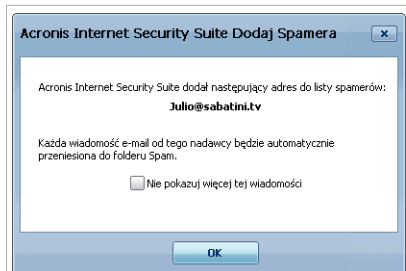 Acronis Internet Security Suite Dodaj Spamera
Acronis Internet Security Suite dodał następujący adres do listy spamerów:
Julio@sabatini.tv
Każda wiadomość e-mail od tego nadawcy będzie automatycznie
przeniesiona do folderu Spam.
Nie pokazuj więcej tej wiadomości
OK